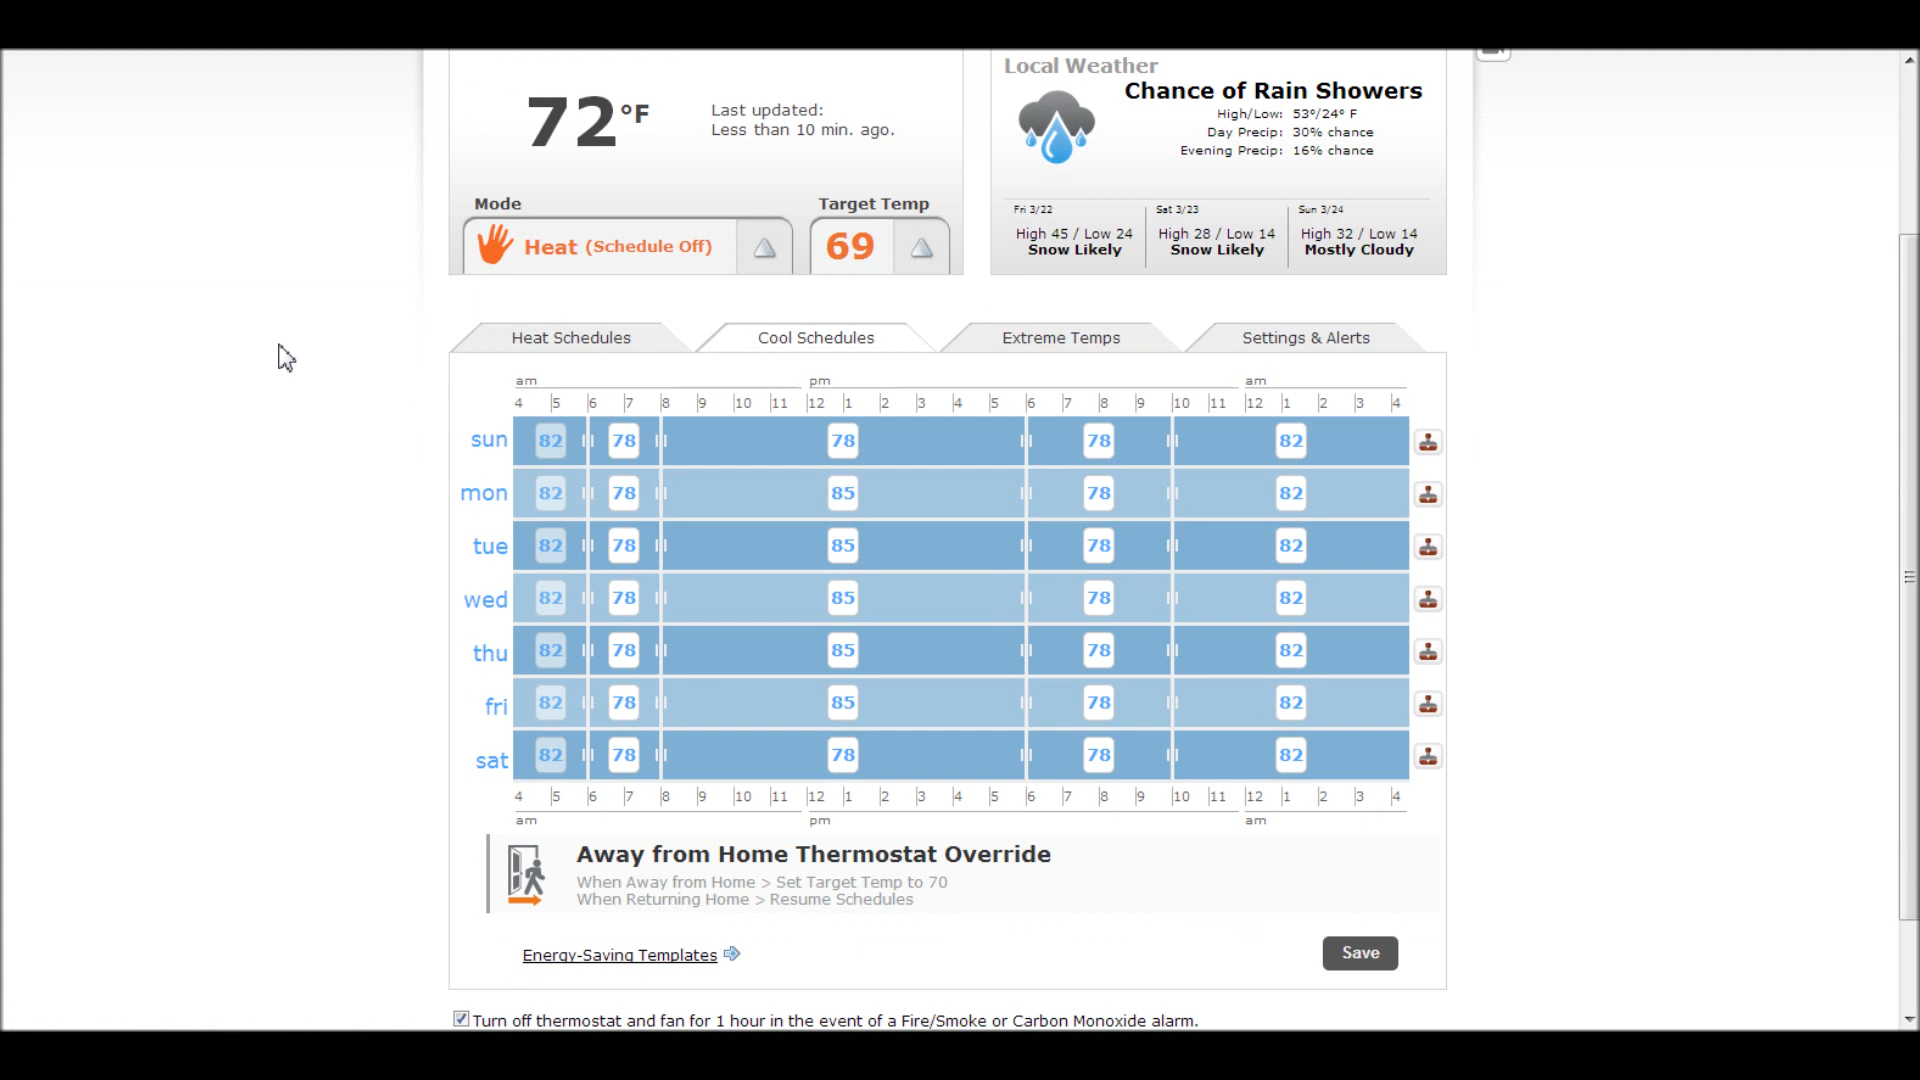 72°F
Last updated:
Less than 10 min. ago.
Mode
Target Temp
Heat (Schedule Off)
69
Local Weather
Chance of Rain Showers
High/Low: 53°/24° F
Day Precip: 30% chance
Evening Precip: 16% chance
Fri 3/22
High 45 / Low 24
Snow Likely
Sat 3/23
High 28 / Low 14
Snow Likely
Sun 3/24
High 32 / Low 14
Mostly Cloudy
Heat Schedules
Cool Schedules
Extreme Temps
Settings & Alerts
am pm am
4 5 6 7 8 9 10 11 12 1 2 3 4 5 6 7 8 9 10 11 12 1 2 3 4
sun 82 78 78 78 82
mon 82 78 85 78 82
tue 82 78 85 78 82
wed 82 78 85 78 82
thu 82 78 85 78 82
fri 82 78 85 78 82
sat 82 78 78 78 82
4 5 6 7 8 9 10 11 12 1 2 3 4 5 6 7 8 9 10 11 12 1 2 3 4
am pm am
Away from Home Thermostat Override
When Away from Home > Set Target Temp to 70
When Returning Home > Resume Schedules
Energy-Saving Templates
Save
Turn off thermostat and fan for 1 hour in the event of a Fire/Smoke or Carbon Monoxide alarm.